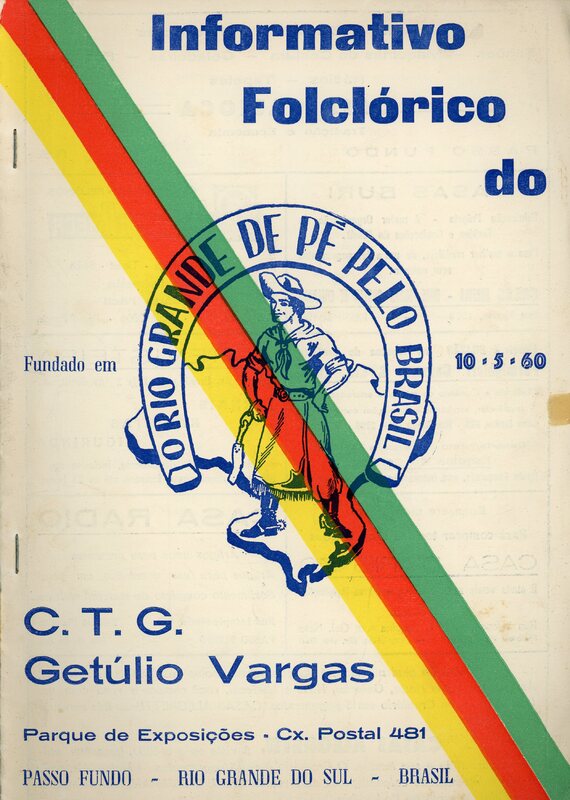 Informativo
Folclórico
do
O RIO GRANDE DE PÉ PELO BRASIL
Fundado em
10 - 5 - 60
C. T. G.
Getúlio Vargas
Parque de Exposições - Cx. Postal 481
PASSO FUNDO - RIO GRANDE DO SUL - BRASIL